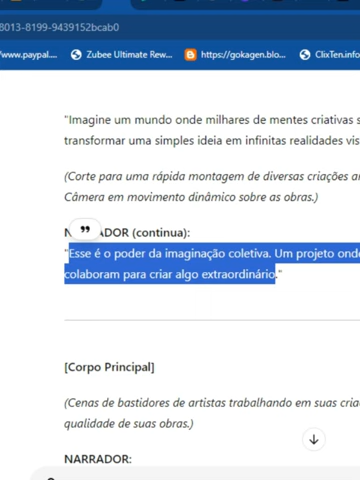 8013-8199-9439152bcab0
/www.paypal.... Zubee Ultimate Rew... https://gokagen.blo... ClixTen.info
"Imagine um mundo onde milhares de mentes criativas s
transformar uma simples ideia em infinitas realidades vis
(Corte para uma rápida montagem de diversas criações ar
Câmera em movimento dinâmico sobre as obras.)
ADOR (continua):
"Esse é o poder da imaginação coletiva. Um projeto onde
colaboram para criar algo extraordinário."
[Corpo Principal]
(Cenas de bastidores de artistas trabalhando em suas cria
qualidade de suas obras.)
NARRADOR: